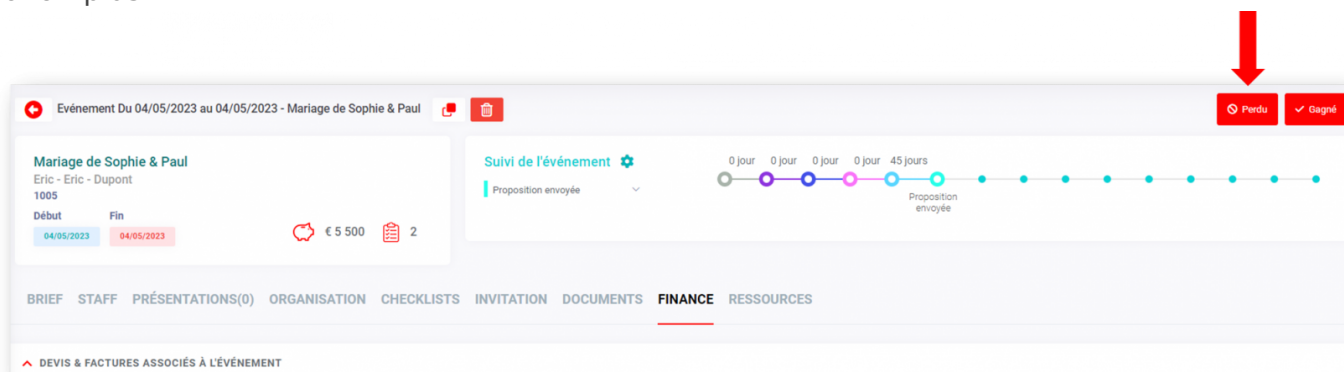 Evénement Du 04/05/2023 au 04/05/2023 - Mariage de Sophie & Paul
Perdu
Gagné
Mariage de Sophie & Paul
Eric - Eric - Dupont
1005
Début Fin
04/05/2023 04/05/2023
€ 5 500 2
Suivi de l'événement
Proposition envoyée
0 jour 0 jour 0 jour 0 jour 45 jours
Proposition
envoyée
BRIEF STAFF PRÉSENTATIONS(0) ORGANISATION CHECKLISTS INVITATION DOCUMENTS FINANCE RESSOURCES
DEVIS & FACTURES ASSOCIÉS À L'ÉVÉNEMENT